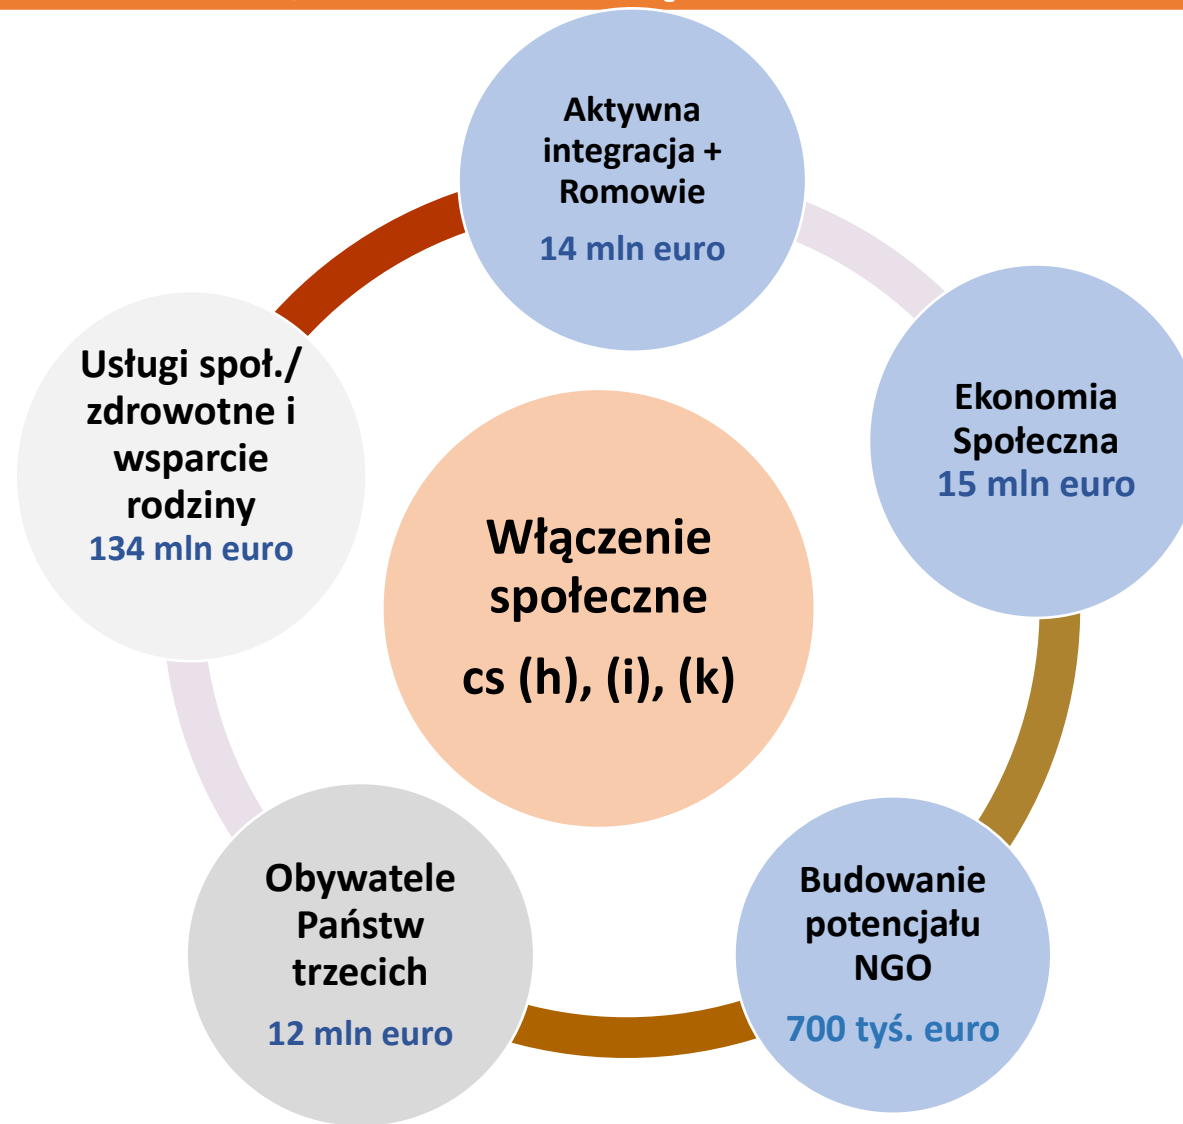 Aktywna
integracja +
Romowie
14 mln euro
Ekonomia
Społeczna
15 mln euro
Budowanie
potencjału
NGO
700 tyś. euro
Obywatele
Państw
trzecich
12 mln euro
Usługi społ./
zdrowotne i
wsparcie
rodziny
134 mln euro
Włączenie
społeczne
cs (h), (i), (k)